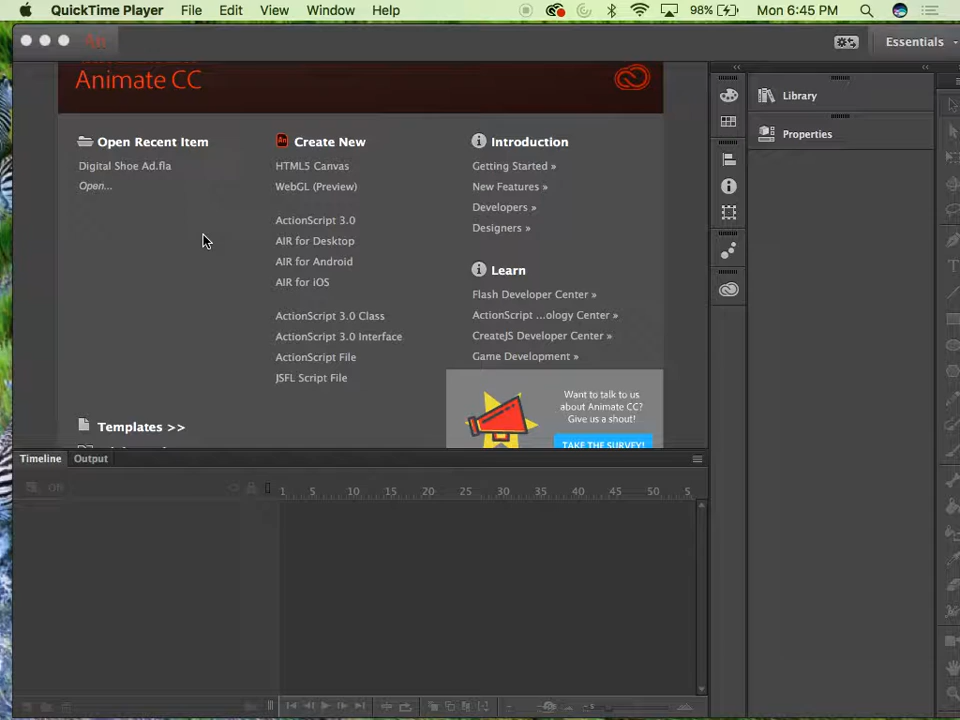 QuickTime Player File Edit View Window Help 98% Mon 6:45 PM
An Essentials
Animate CC
Open Recent Item
Digital Shoe Ad.fla
Open...
Templates >>
Create New
HTML5 Canvas
WebGL (Preview)
ActionScript 3.0
AIR for Desktop
AIR for Android
AIR for iOS
ActionScript 3.0 Class
ActionScript 3.0 Interface
ActionScript File
JSFL Script File
Introduction
Getting Started »
New Features »
Developers »
Designers »
Learn
Flash Developer Center »
ActionScript ...ology Center »
CreateJS Developer Center »
Game Development »
Want to talk to us
about Animate CC?
Give us a shout!
TAKE THE SURVEY!
Library
Properties
Timeline Output
1 5 10 15 20 25 30 35 40 45 50 5